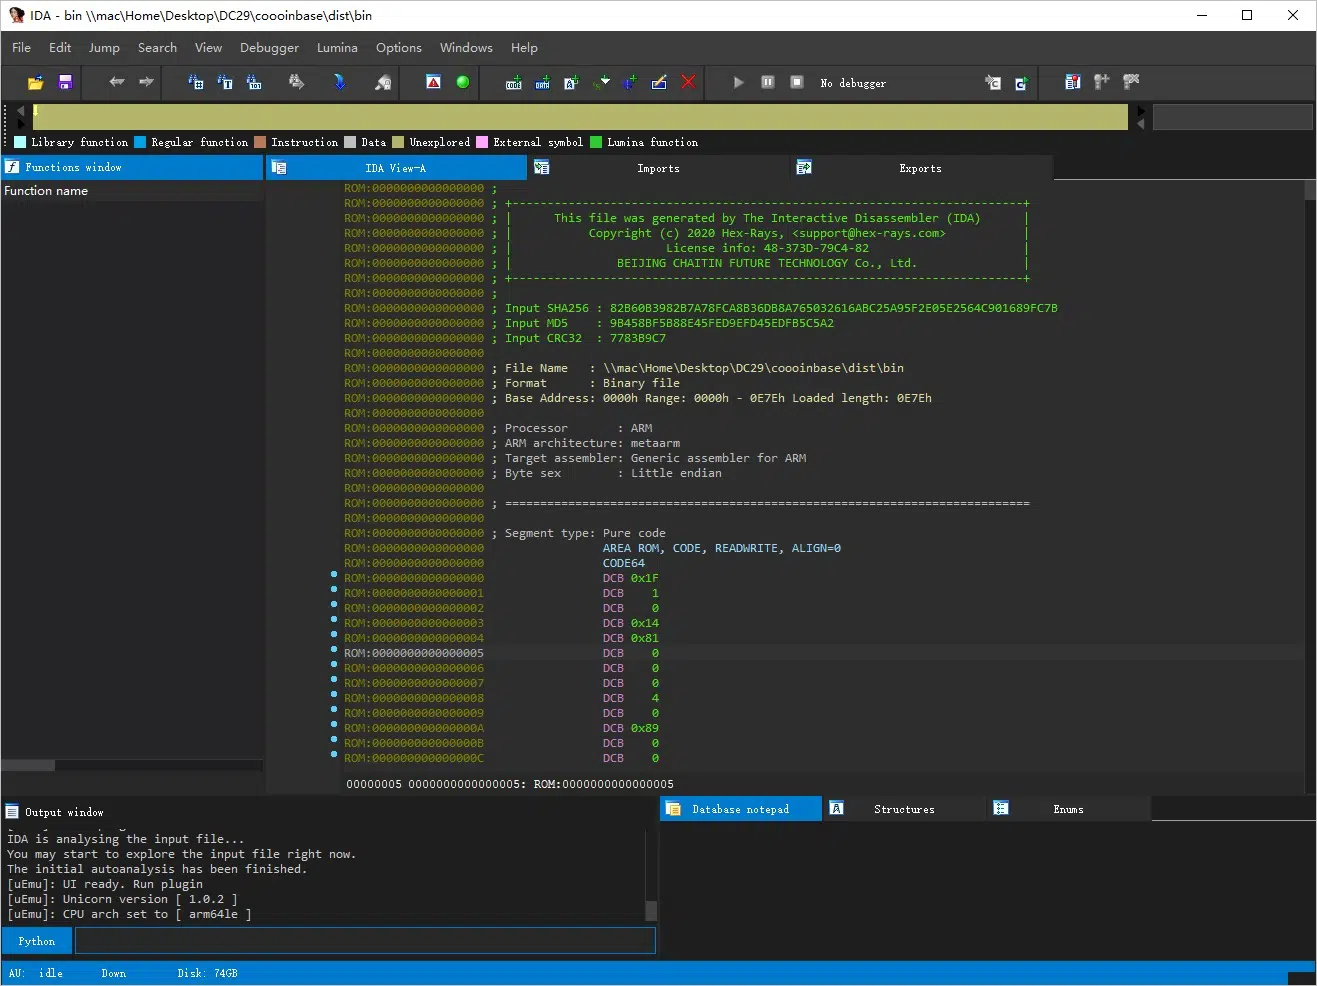 IDA - bin \\mac\Home\Desktop\DC29\coooinbase\dist\bin
File Edit Jump Search View Debugger Lumina Options Windows Help
No debugger
Library function Regular function Instruction Data Unexplored External symbol Lumina function
Functions window
IDA View-A Imports Exports
Function name
ROM:0000000000000000 ;
ROM:0000000000000000 ; +-------------------------------------------------------------------------+
ROM:0000000000000000 ; | This file was generated by The Interactive Disassembler (IDA) |
ROM:0000000000000000 ; | Copyright (c) 2020 Hex-Rays, <support@hex-rays.com> |
ROM:0000000000000000 ; | License info: 48-373D-79C4-82 |
ROM:0000000000000000 ; | BEIJING CHAITIN FUTURE TECHNOLOGY Co., Ltd. |
ROM:0000000000000000 ; +-------------------------------------------------------------------------+
ROM:0000000000000000 ;
ROM:0000000000000000 ; Input SHA256 : 82B60B3982B7A78FCA8B36DB8A765032616ABC25A95F2E05E2564C901689FC7B
ROM:0000000000000000 ; Input MD5 : 9B458BF5B88E45FED9EFD45EDFB5C5A2
ROM:0000000000000000 ; Input CRC32 : 7783B9C7
ROM:0000000000000000
ROM:0000000000000000 ; File Name : \\mac\Home\Desktop\DC29\coooinbase\dist\bin
ROM:0000000000000000 ; Format : Binary file
ROM:0000000000000000 ; Base Address: 0000h Range: 0000h - 0E7Eh Loaded length: 0E7Eh
ROM:0000000000000000
ROM:0000000000000000 ; Processor : ARM
ROM:0000000000000000 ; ARM architecture: metaarm
ROM:0000000000000000 ; Target assembler: Generic assembler for ARM
ROM:0000000000000000 ; Byte sex : Little endian
ROM:0000000000000000
ROM:0000000000000000 ; ===========================================================================
ROM:0000000000000000
ROM:0000000000000000 ; Segment type: Pure code
ROM:0000000000000000 AREA ROM, CODE, READWRITE, ALIGN=0
ROM:0000000000000000 CODE64
ROM:0000000000000000 DCB 0x1F
ROM:0000000000000001 DCB 1
ROM:0000000000000002 DCB 0
ROM:0000000000000003 DCB 0x14
ROM:0000000000000004 DCB 0x81
ROM:0000000000000005 DCB 0
ROM:0000000000000006 DCB 0
ROM:0000000000000007 DCB 0
ROM:0000000000000008 DCB 4
ROM:0000000000000009 DCB 0
ROM:000000000000000A DCB 0x89
ROM:000000000000000B DCB 0
ROM:000000000000000C DCB 0
00000005 0000000000000005: ROM:0000000000000005
Output window
IDA is analysing the input file...
You may start to explore the input file right now.
The initial autoanalysis has been finished.
[uEmu]: UI ready. Run plugin
[uEmu]: Unicorn version [ 1.0.2 ]
[uEmu]: CPU arch set to [ arm64le ]
Python
Database notepad Structures Enums
AU: idle Down Disk: 74GB